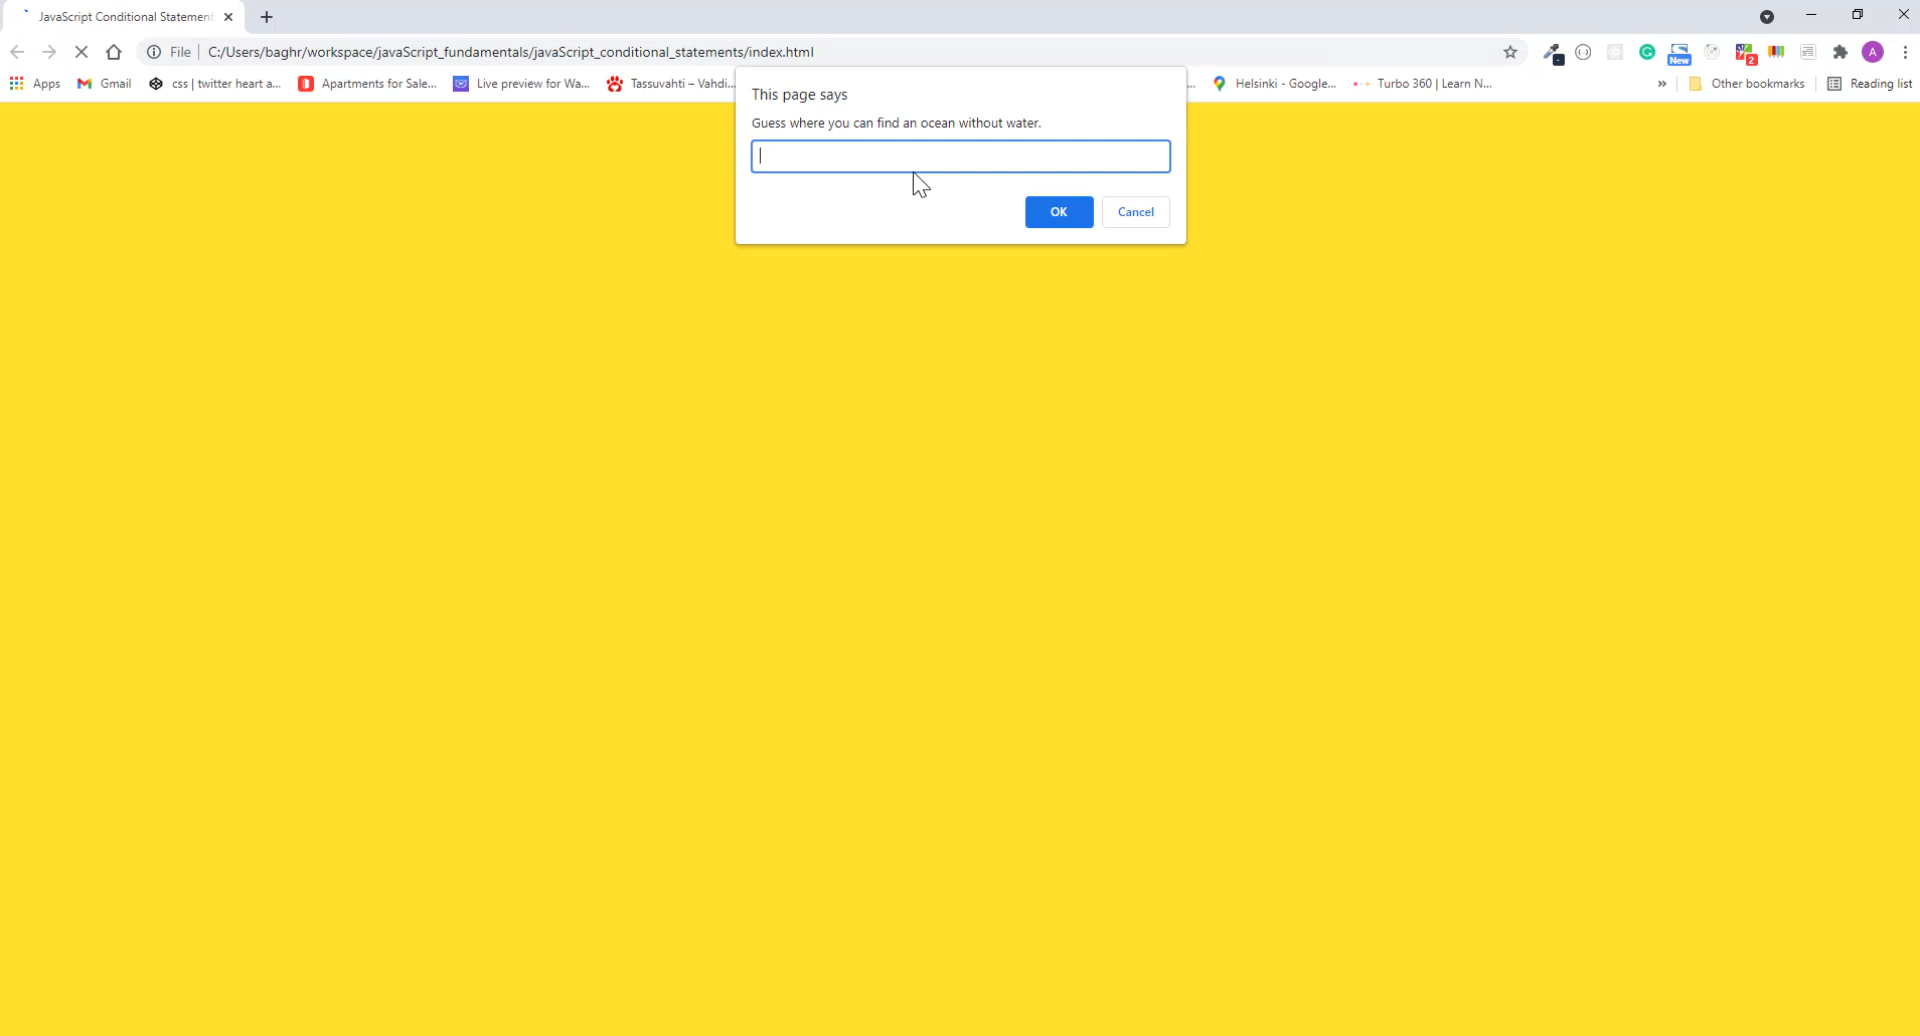 JavaScript Conditional Statement
File
C:/Users/baghr/workspace/javaScript_fundamentals/javaScript_conditional_statements/index.html
New
2
A
Apps
Gmail
css | twitter heart a...
Apartments for Sale...
Live preview for Wa...
Tassuvahti – Vahdi...
...
Helsinki - Google...
Turbo 360 | Learn N...
»
Other bookmarks
Reading list
This page says
Guess where you can find an ocean without water.
OK
Cancel